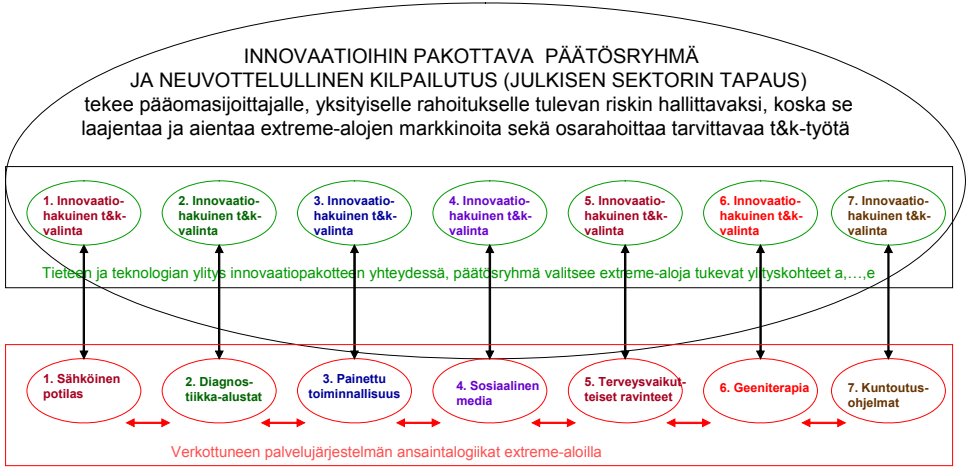 INNOVAATIOIHIN PAKOTTAVA PÄÄTÖSRYHMÄ
JA NEUVOTTELULLINEN KILPAILUTUS (JULKISEN SEKTORIN TAPAUS)
tekee pääomasijoittajalle, yksityiselle rahoitukselle tulevan riskin hallittavaksi, koska se
laajentaa ja aientaa extreme-alojen markkinoita sekä osarahoittaa tarvittavaa t&k-työtä
1. Innovaatio-
hakuinen t&k-
valinta
2. Innovaatio-
hakuinen t&k-
valinta
3. Innovaatio-
hakuinen t&k-
valinta
4. Innovaatio-
hakuinen t&k-
valinta
5. Innovaatio-
hakuinen t&k-
valinta
6. Innovaatio-
hakuinen t&k-
valinta
7. Innovaatio-
hakuinen t&k-
valinta
Tieteen ja teknologian ylitys innovaatiopakotteen yhteydessä, päätösryhmä valitsee extreme-aloja tukevat ylityskohteet a,…,e
1. Sähköinen
potilas
2. Diagnos-
tiikka-alustat
3. Painettu
toiminnallisuus
4. Sosiaalinen
media
5. Terveysvaikut-
teiset ravinteet
6. Geeniterapia
7. Kuntoutus-
ohjelmat
Verkottuneen palvelujärjestelmän ansaintalogiikat extreme-aloilla